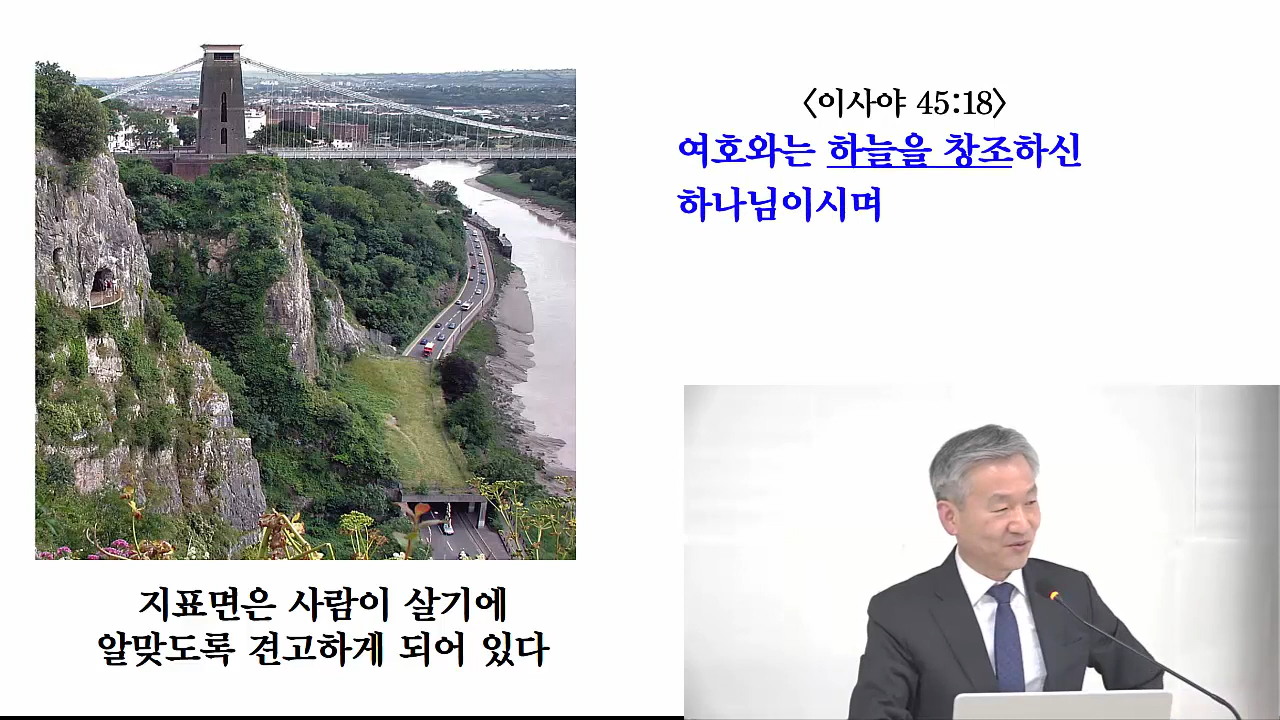 <이사야 45:18>
여호와는 하늘을 창조하신
하나님이시며
지표면은 사람이 살기에
알맞도록 견고하게 되어 있다